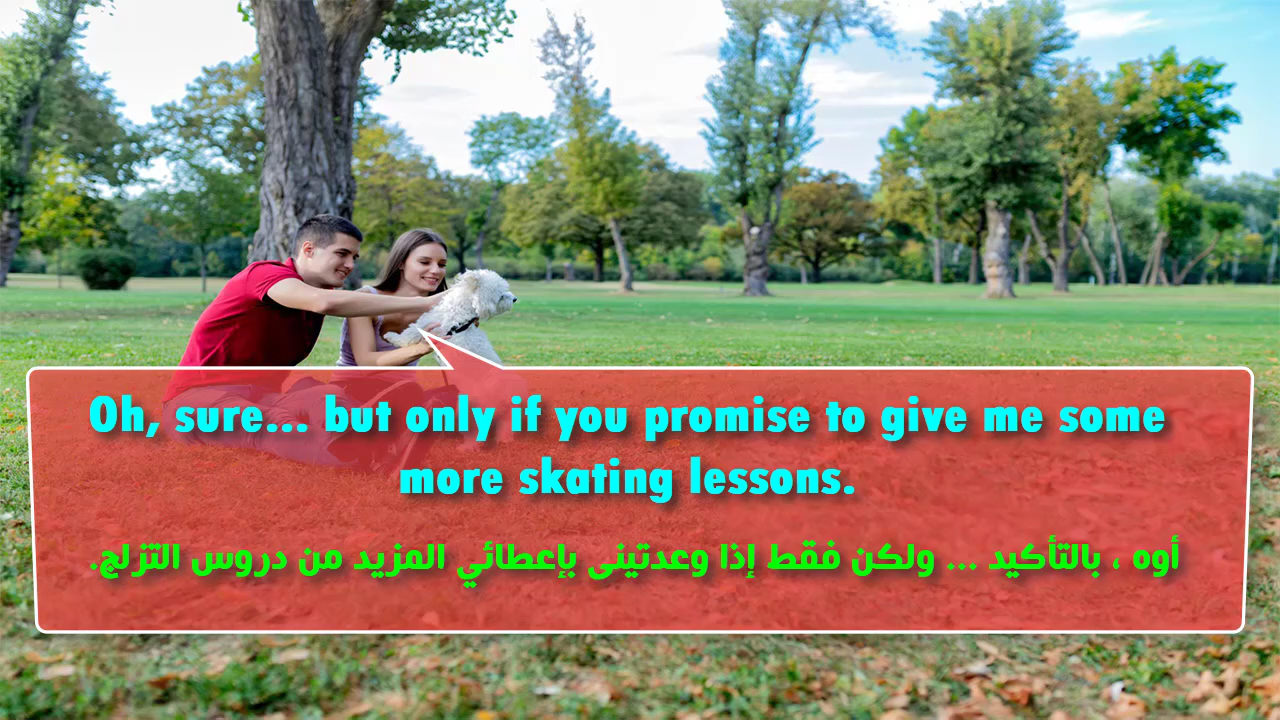 Oh, sure... but only if you promise to give me some
more skating lessons.
أوه ، بالتأكيد ... ولكن فقط إذا وعدتينى بإعطائي المزيد من دروس التزلج.